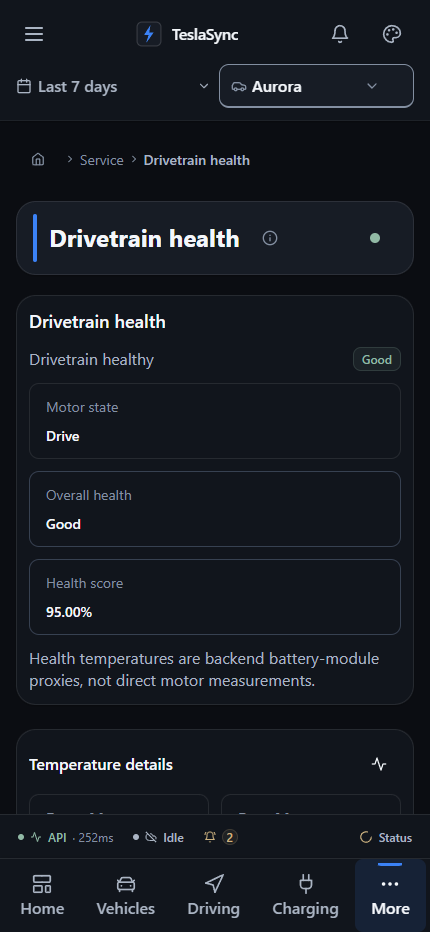 TeslaSync
Last 7 days
Aurora
Service
Drivetrain health
Drivetrain health
Drivetrain health
Drivetrain healthy
Good
Motor state
Drive
Overall health
Good
Health score
95.00%
Health temperatures are backend battery-module
proxies, not direct motor measurements.
Temperature details
API · 252ms
Idle
2
Status
Home
Vehicles
Driving
Charging
More